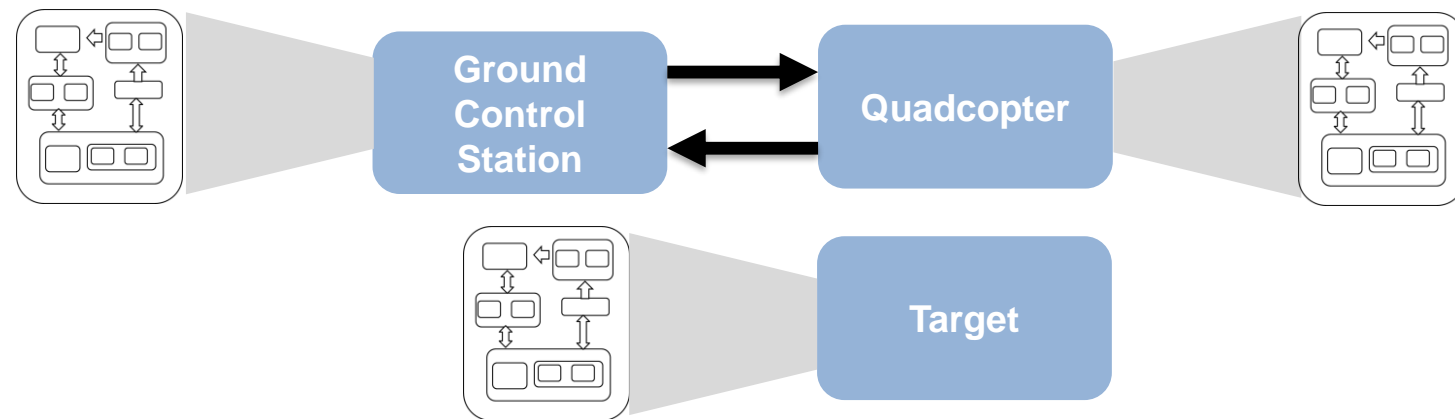 Ground
Control
Station
Quadcopter
Target